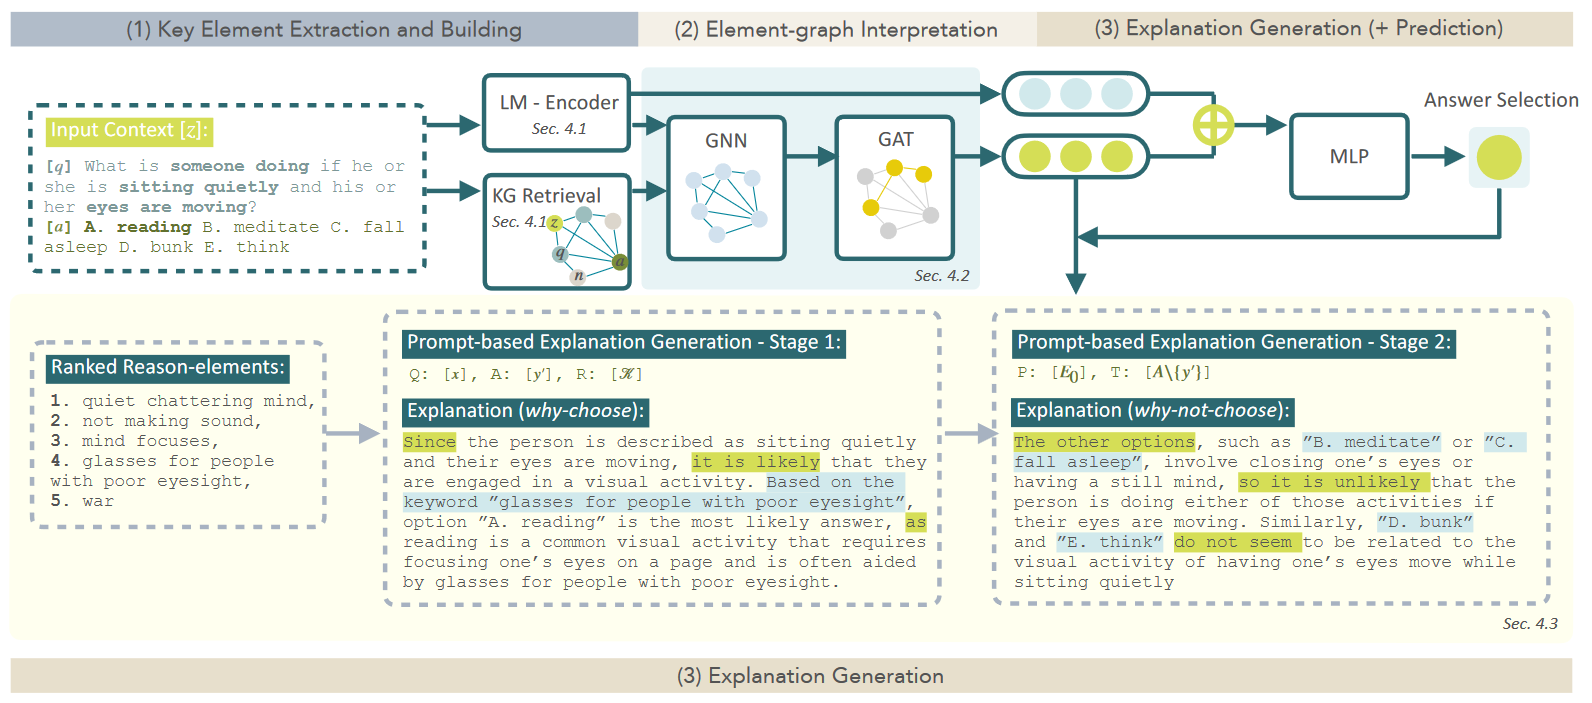 (1) Key Element Extraction and Building
(2) Element-graph Interpretation
(3) Explanation Generation (+ Prediction)
Input Context [z]:
[q] What is someone doing if he or
she is sitting quietly and his or
her eyes are moving?
[a] A. reading B. meditate C. fall
asleep D. bunk E. think
LM - Encoder
Sec. 4.1
KG Retrieval
Sec. 4.1
z
q
a
n
GNN
GAT
Sec. 4.2
MLP
Answer Selection
Ranked Reason-elements:
1. quiet chattering mind,
2. not making sound,
3. mind focuses,
4. glasses for people
with poor eyesight,
5. war
Prompt-based Explanation Generation - Stage 1:
Q: [x], A: [y′], R: [𝒦]
Explanation (why-choose):
Since the person is described as sitting quietly
and their eyes are moving, it is likely that they
are engaged in a visual activity. Based on the
keyword ”glasses for people with poor eyesight”,
option ”A. reading” is the most likely answer, as
reading is a common visual activity that requires
focusing one’s eyes on a page and is often aided
by glasses for people with poor eyesight.
Prompt-based Explanation Generation - Stage 2:
P: [E0], T: [A\{y′}]
Explanation (why-not-choose):
The other options, such as ”B. meditate” or ”C.
fall asleep”, involve closing one’s eyes or
having a still mind, so it is unlikely that the
person is doing either of those activities if
their eyes are moving. Similarly, ”D. bunk”
and ”E. think” do not seem to be related to the
visual activity of having one’s eyes move while
sitting quietly
Sec. 4.3
(3) Explanation Generation